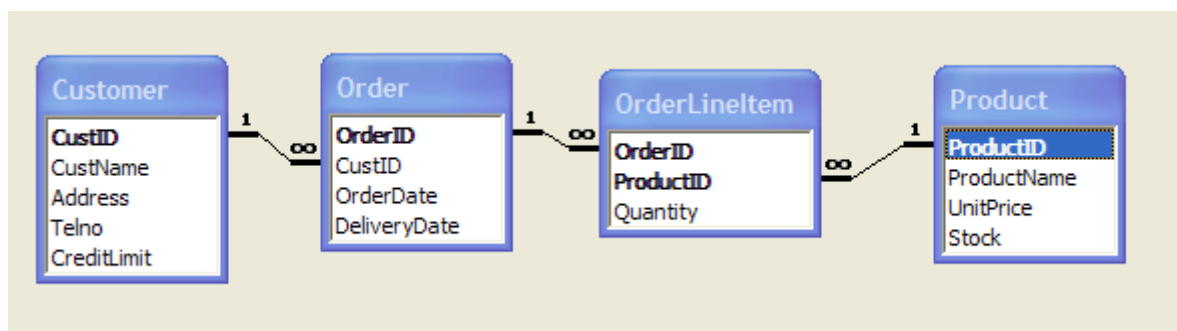 Customer
CustID
CustName
Address
Telno
CreditLimit
1
∞
Order
OrderID
CustID
OrderDate
DeliveryDate
1
∞
OrderLineItem
OrderID
ProductID
Quantity
∞
1
Product
ProductID
ProductName
UnitPrice
Stock